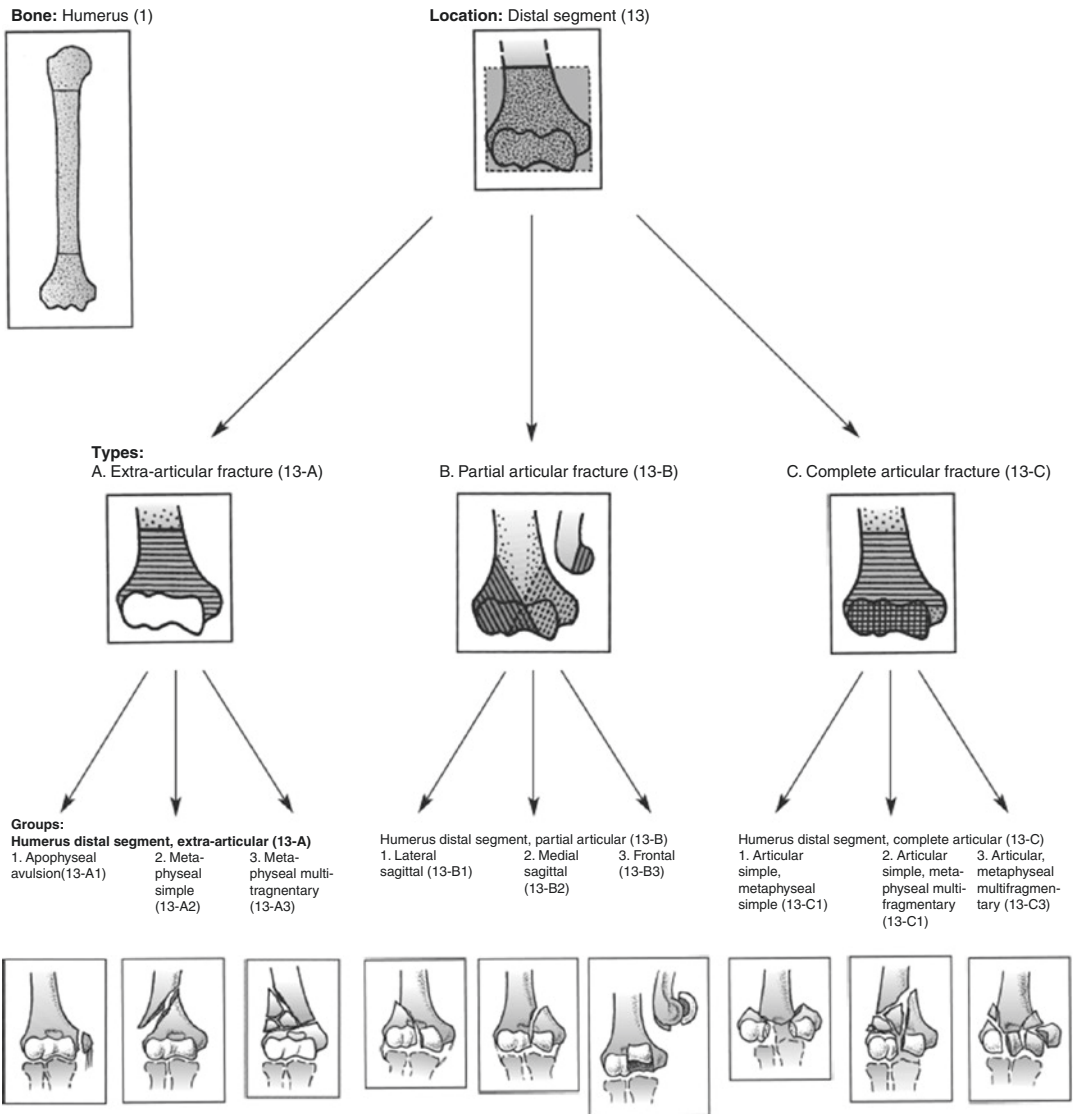 Bone: Humerus (1)
Location: Distal segment (13)
Types:
A. Extra-articular fracture (13-A)
B. Partial articular fracture (13-B)
C. Complete articular fracture (13-C)
Groups:
Humerus distal segment, extra-articular (13-A)
1. Apophyseal
avulsion(13-A1)
2. Meta-
physeal
simple
(13-A2)
3. Meta-
physeal multi-
tragnentary
(13-A3)
Humerus distal segment, partial articular (13-B)
1. Lateral
sagittal (13-B1)
2. Medial
sagittal
(13-B2)
3. Frontal
(13-B3)
Humerus distal segment, complete articular (13-C)
1. Articular
simple,
metaphyseal
simple (13-C1)
2. Articular
simple, meta-
physeal multi-
fragmentary
(13-C1)
3. Articular,
metaphyseal
multifragmen-
tary (13-C3)